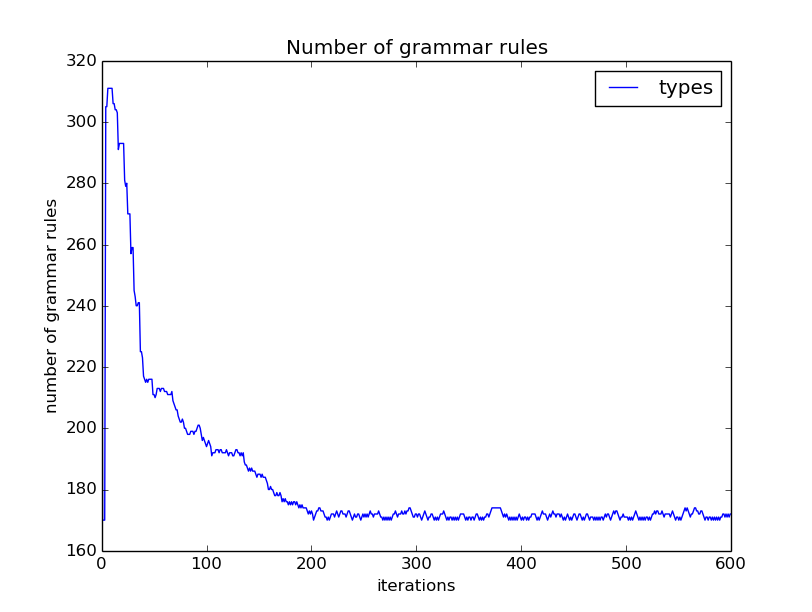 Number of grammar rules
types
number of grammar rules
320
300
280
260
240
220
200
180
160
0 100 200 300 400 500 600
iterations